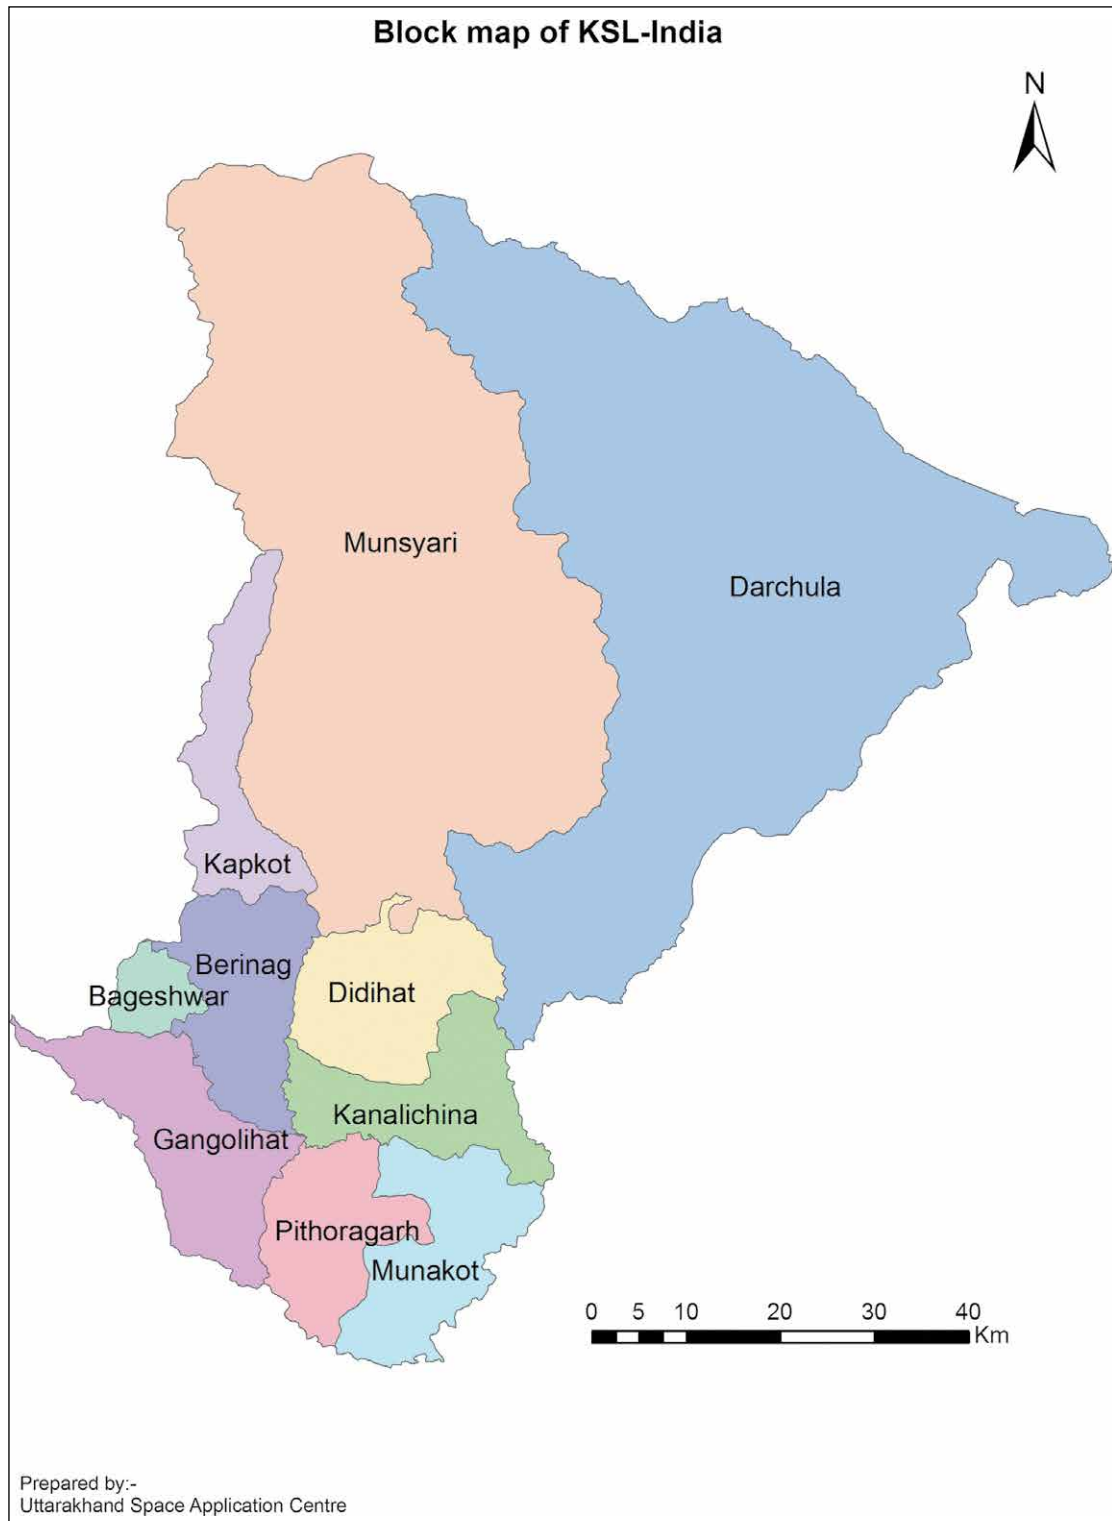 Block map of KSL-India
N
Munsyari
Darchula
Kapkot
Berinag
Bageshwar
Didihat
Kanalichina
Gangolihat
Pithoragarh
Munakot
0 5 10 20 30 40
Km
Prepared by:-
Uttarakhand Space Application Centre